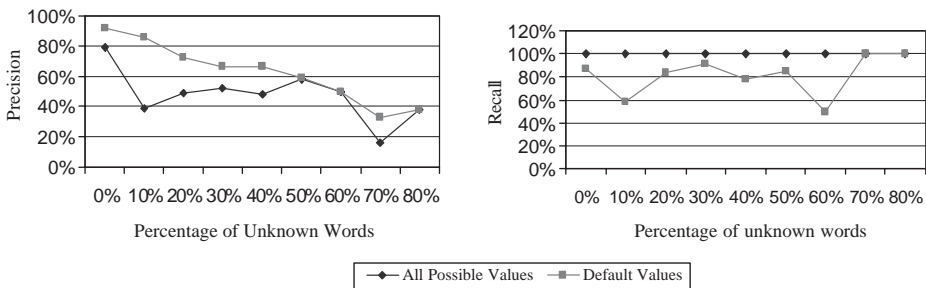 100%
80%
60%
40%
20%
0%
Precision
0% 10% 20% 30% 40% 50% 60% 70% 80%
Percentage of Unknown Words
120%
100%
80%
60%
40%
20%
0%
Recall
0% 10% 20% 30% 40% 50% 60% 70% 80%
Percentage of unknown words
All Possible Values Default Values